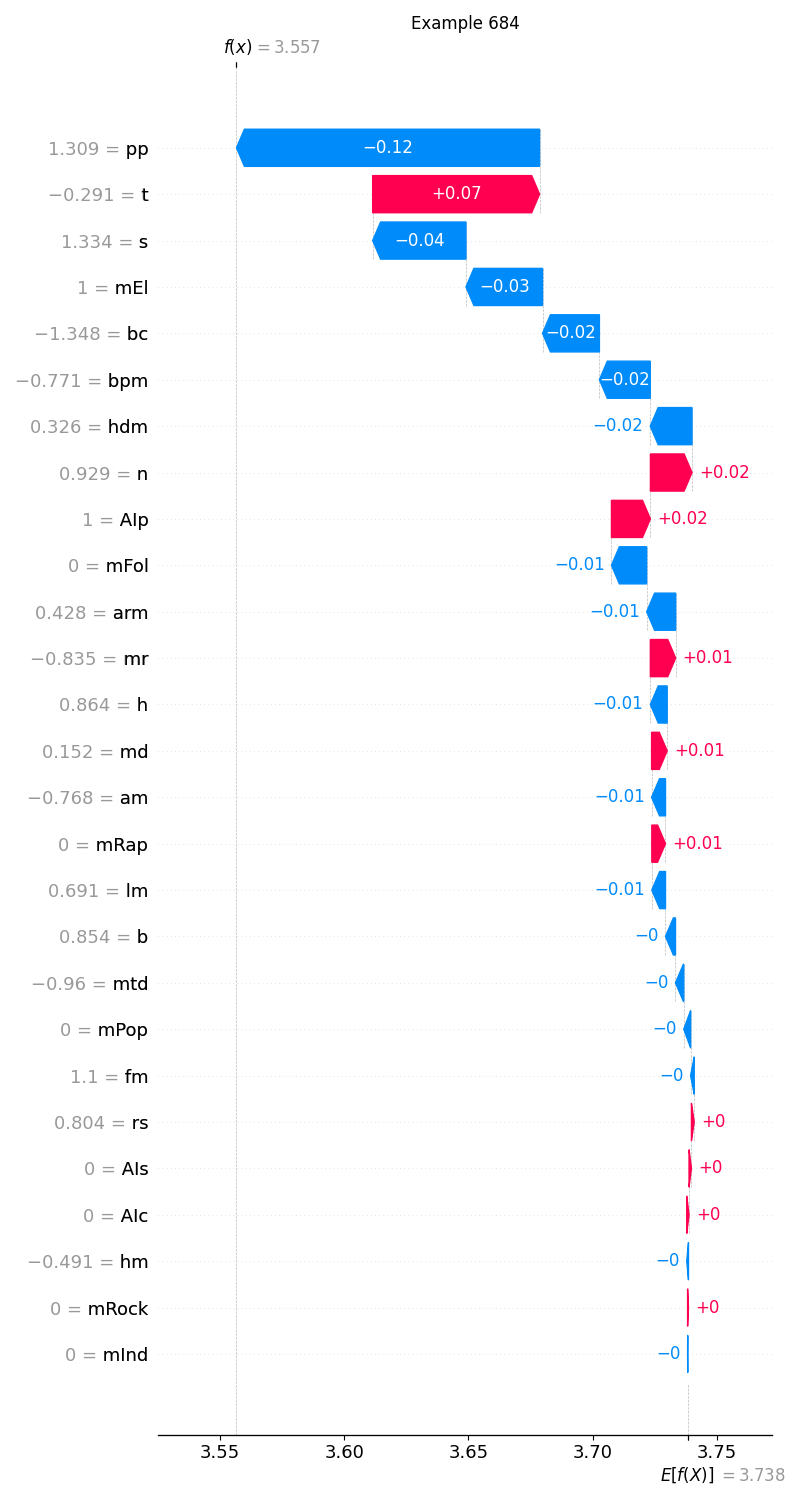 Example 684
f(x) = 3.557
1.309 = pp
−0.12
−0.291 = t
+0.07
1.334 = s
−0.04
1 = mEl
−0.03
−1.348 = bc
−0.02
−0.771 = bpm
−0.02
0.326 = hdm
−0.02
0.929 = n
+0.02
1 = Alp
+0.02
0 = mFol
−0.01
0.428 = arm
−0.01
−0.835 = mr
+0.01
0.864 = h
−0.01
0.152 = md
+0.01
−0.768 = am
−0.01
0 = mRap
+0.01
0.691 = lm
−0.01
0.854 = b
−0
−0.96 = mtd
−0
0 = mPop
−0
1.1 = fm
−0
0.804 = rs
+0
0 = Als
+0
0 = Alc
+0
−0.491 = hm
−0
0 = mRock
+0
0 = mInd
−0
3.55 3.60 3.65 3.70 3.75
E[f(X)] = 3.738